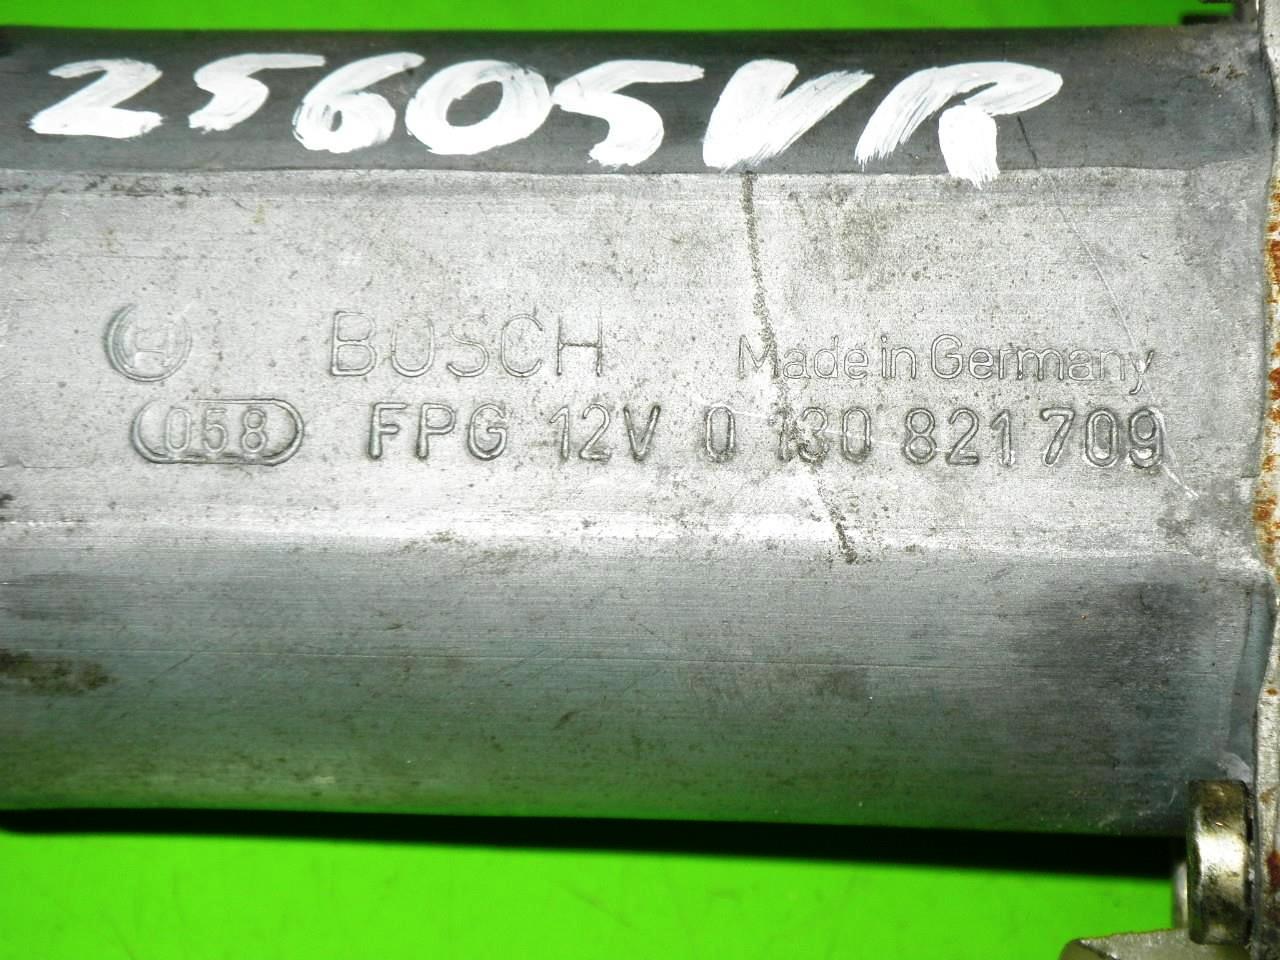 25605VR
BOSCH Made in Germany
058 FPG 12V 0 130 821 709